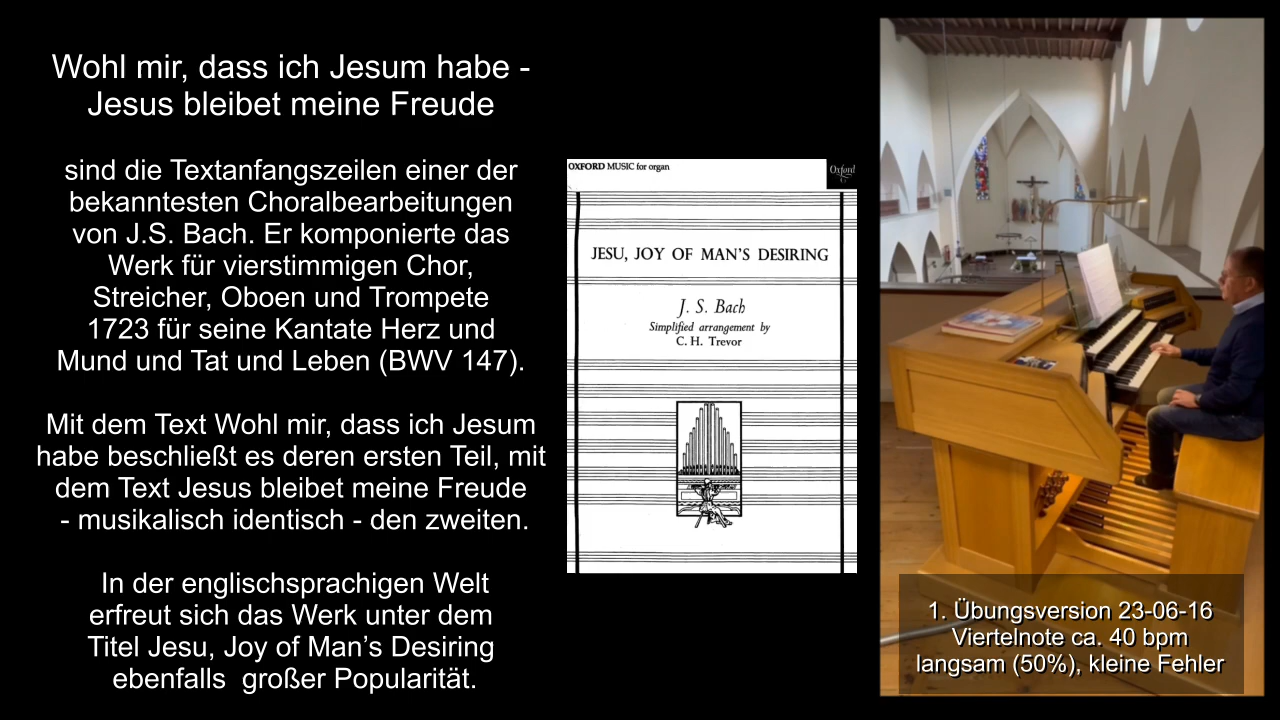 Wohl mir, dass ich Jesum habe -
Jesus bleibet meine Freude
sind die Textanfangszeilen einer der
bekanntesten Choralbearbeitungen
von J.S. Bach. Er komponierte das
Werk für vierstimmigen Chor,
Streicher, Oboen und Trompete
1723 für seine Kantate Herz und
Mund und Tat und Leben (BWV 147).
Mit dem Text Wohl mir, dass ich Jesum
habe beschließt es deren ersten Teil, mit
dem Text Jesus bleibet meine Freude
- musikalisch identisch - den zweiten.
In der englischsprachigen Welt
erfreut sich das Werk unter dem
Titel Jesu, Joy of Man’s Desiring
ebenfalls  großer Popularität.
OXFORD MUSIC for organ
Oxford
JESU, JOY OF MAN'S DESIRING
J. S. Bach
Simplified arrangement by
C. H. Trevor
1. Übungsversion 23-06-16
Viertelnote ca. 40 bpm
langsam (50%), kleine Fehler